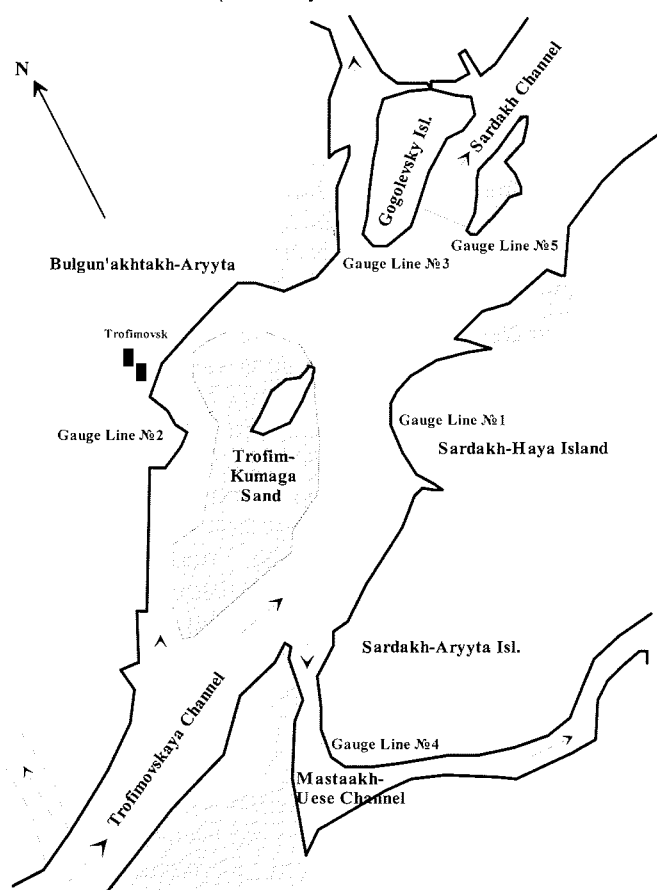 N
Sardakh Channel
Gogolevsky Isl.
Gauge Line №5
Gauge Line №3
Bulgun'akhtakh-Aryyta
Trofimovsk
Gauge Line №1
Gauge Line №2
Sardakh-Haya Island
Trofim-
Kumaga
Sand
Sardakh-Aryyta Isl.
Trofimovskaya Channel
Gauge Line №4
Mastaakh-
Uese Channel